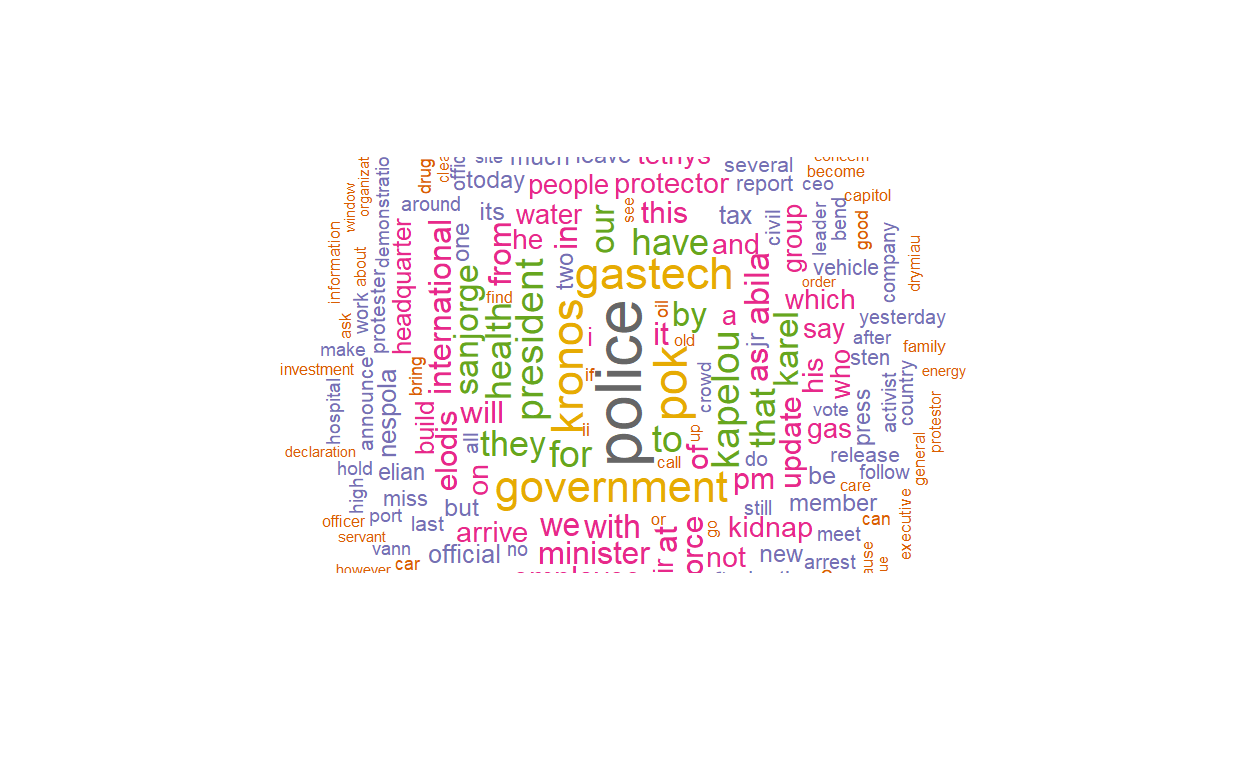 much leave tethys
site
concern
several
become
drug
today people protector report ceo
capitol
window
demonstratio
around its water see this tax civil group leader bend good
he in our have and
information about headquarter international one from two gastech vehicle company drymiau
order
protester work sanjorge health find president kronos police oil by a abila which
ask i it jr say yesterday
make pok old kapelou as karel his who after sten family
investment bring if crowd that country energy
hospital announce nespola build elodis will ii up update vote press activist
protestor
all they for to of gas
declaration call do release general
hold elian on government pm be follow
high miss care
but still member
officer port last arrive we with or go kidnap can meet executive
servant
vann official no minister at not new arrest
however car